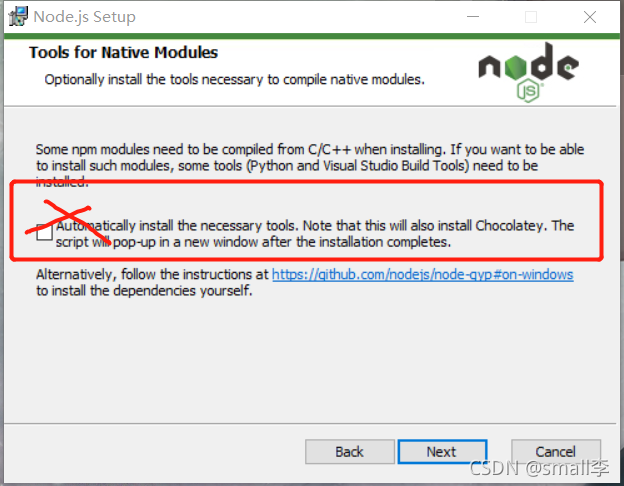 Node.js Setup
Tools for Native Modules
Optionally install the tools necessary to compile native modules.
node
JS
Some npm modules need to be compiled from C/C++ when installing. If you want to be able
to install such modules, some tools (Python and Visual Studio Build Tools) need to be
installed.
Automatically install the necessary tools. Note that this will also install Chocolatey. The
script will pop-up in a new window after the installation completes.
Alternatively, follow the instructions at https://github.com/nodejs/node-gyp#on-windows
to install the dependencies yourself.
Back
Next
Cancel
CSDN @small李